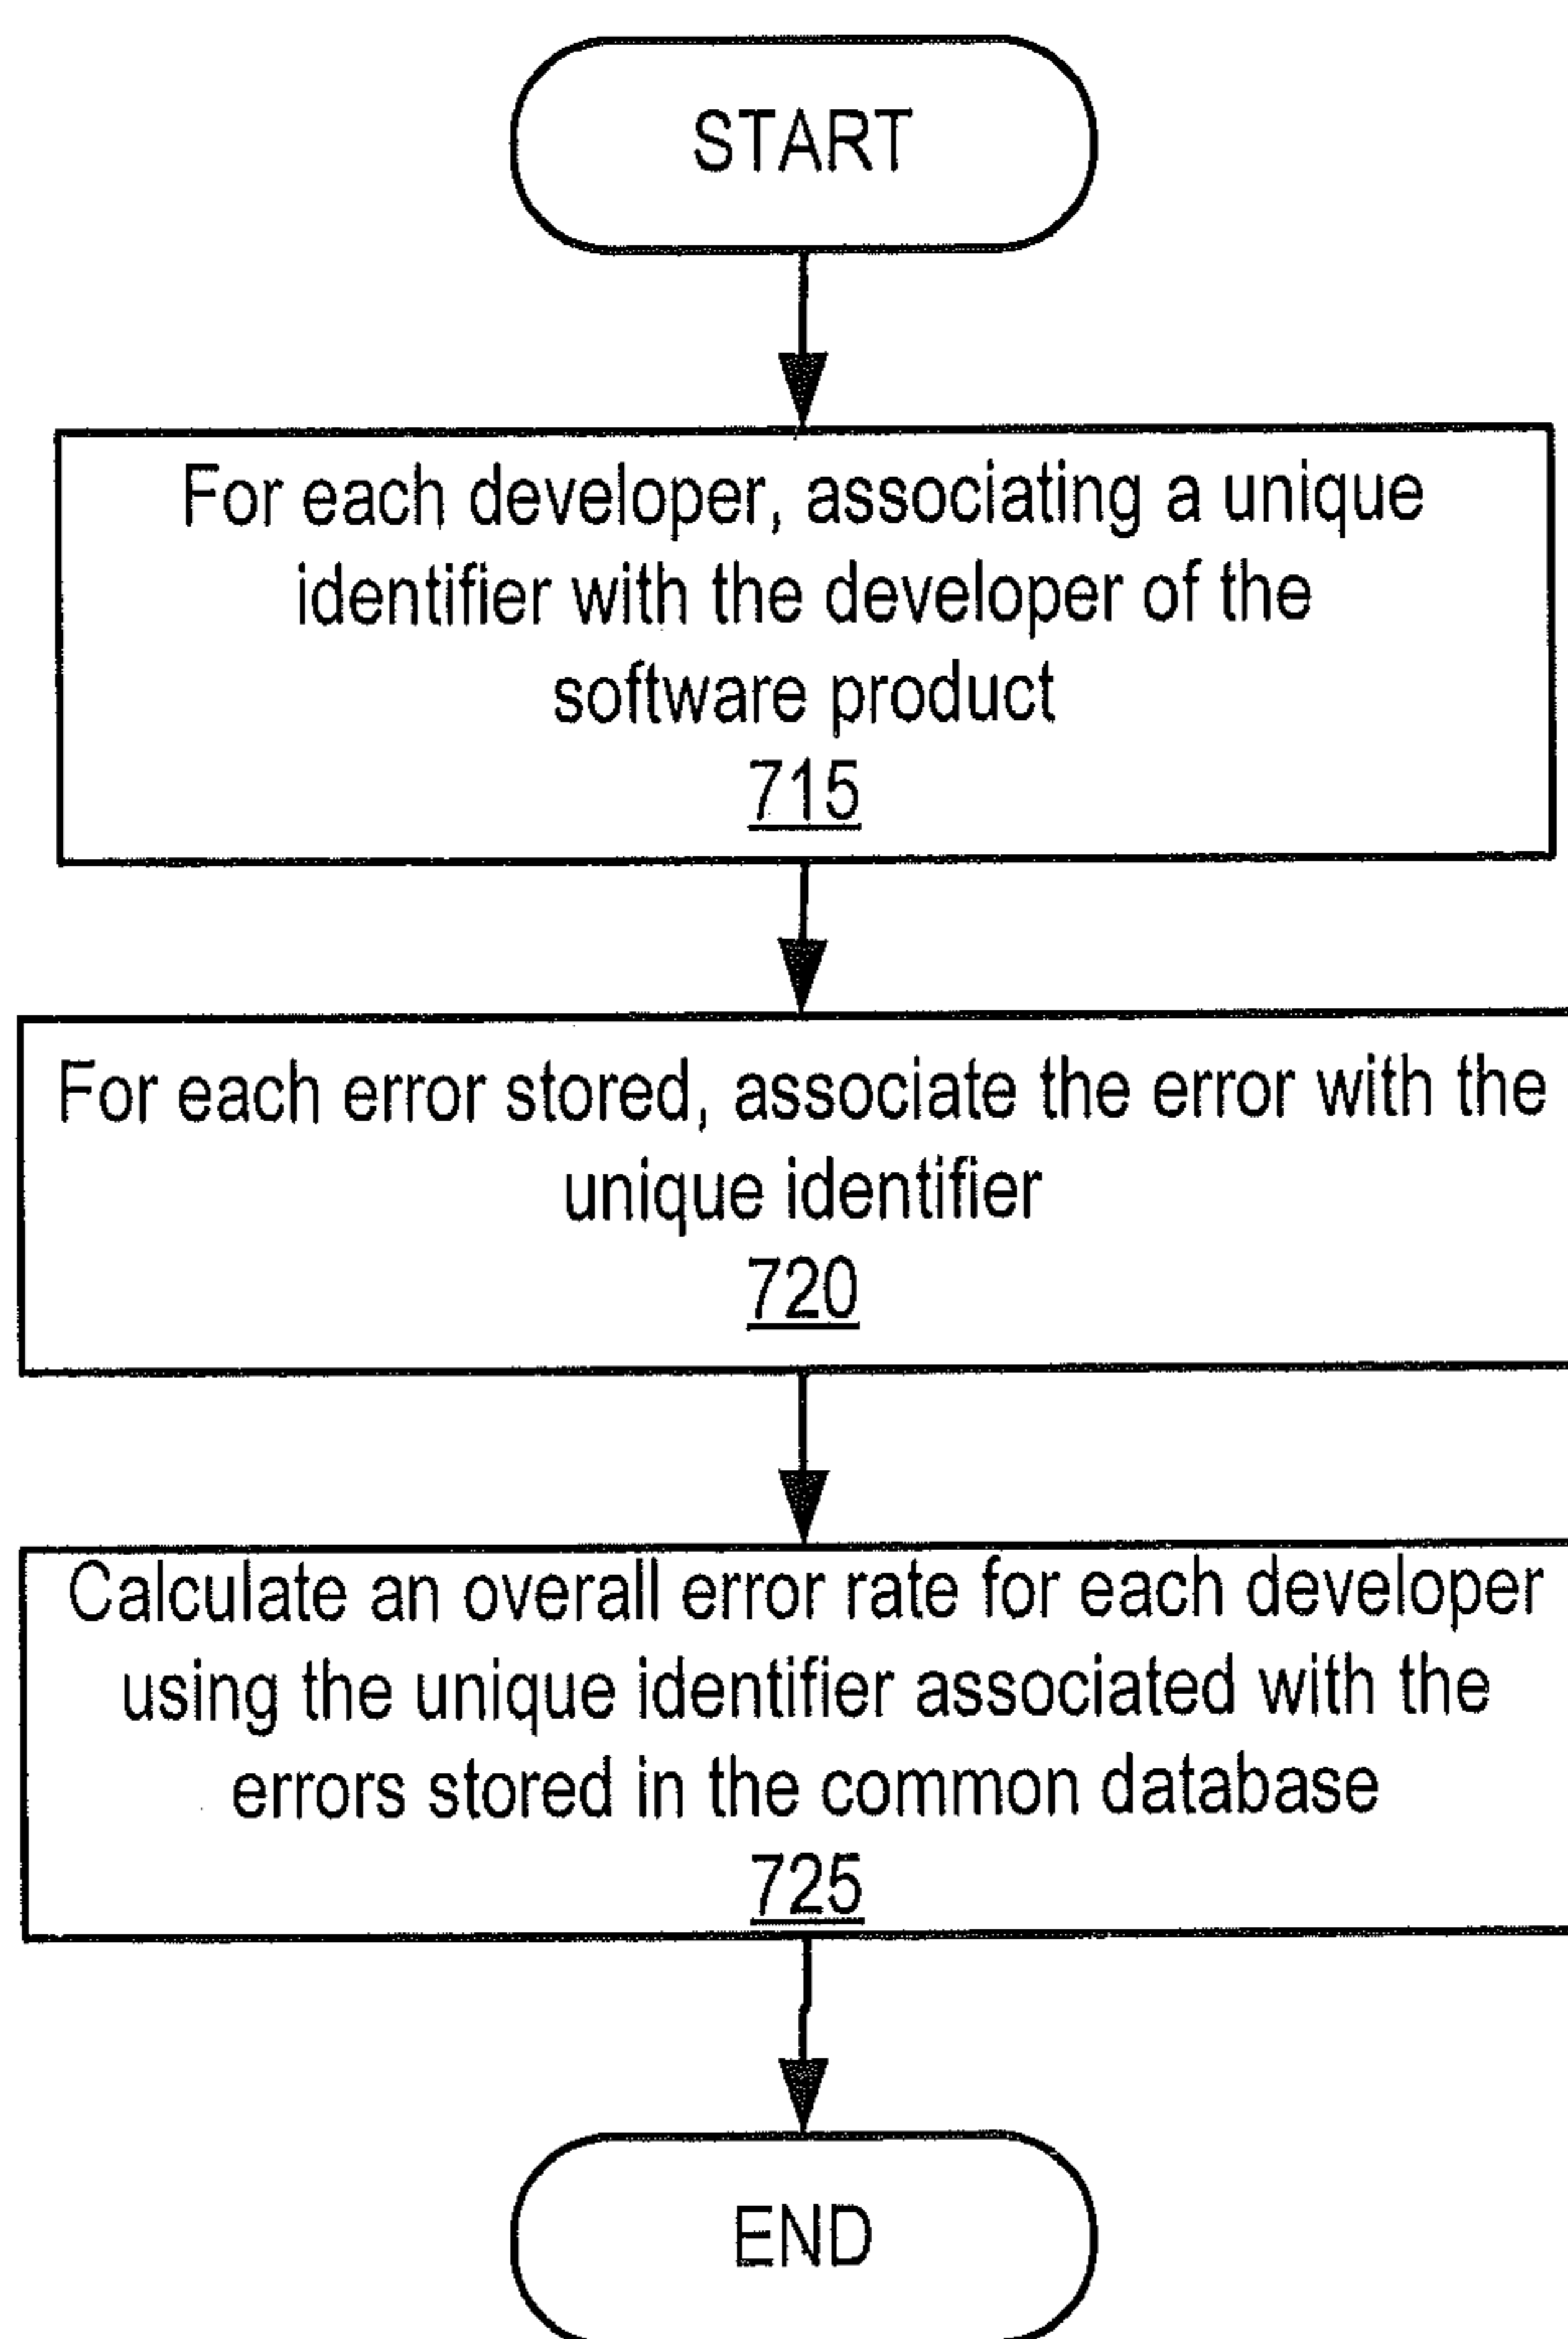 START
For each developer, associating a unique
identifier with the developer of the
software product
715
For each error stored, associate the error with the
unique identifier
720
Calculate an overall error rate for each developer
using the unique identifier associated with the
errors stored in the common database
725
END